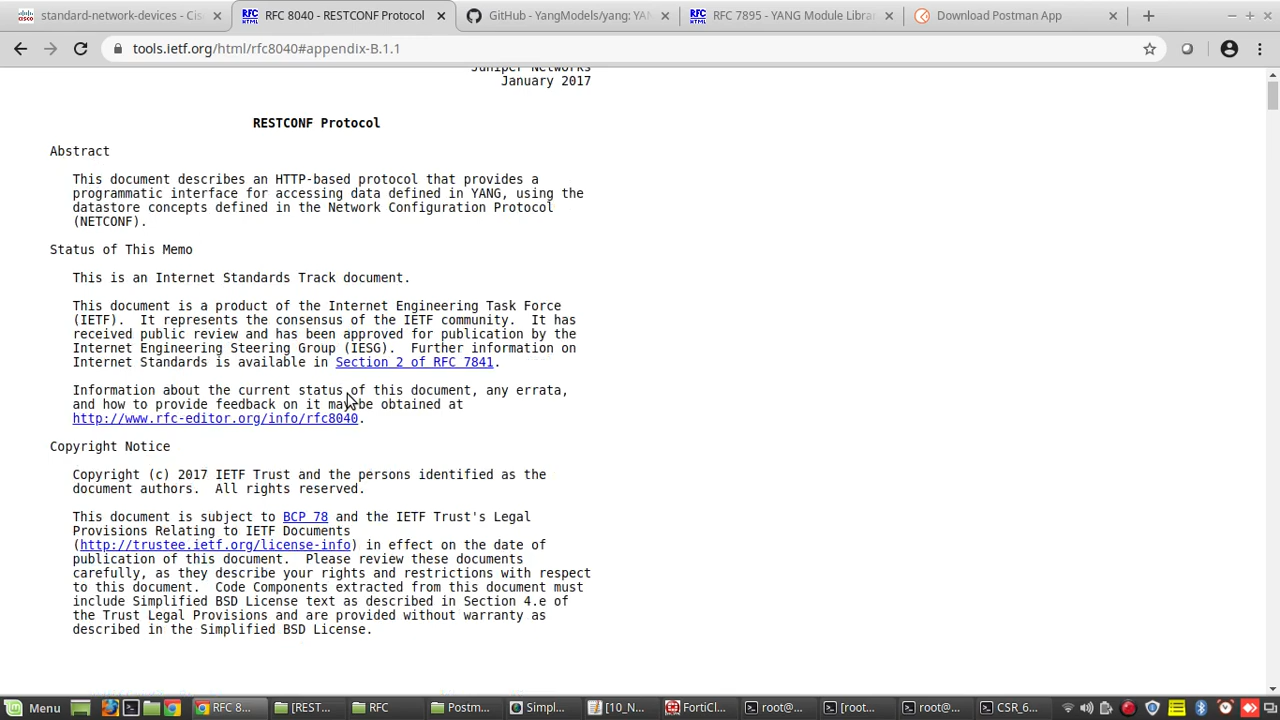 standard-network-devices - Cis
RFC 8040 - RESTCONF Protocol
GitHub - YangModels/yang: YAN
RFC 7895 - YANG Module Libra
Download Postman App
tools.ietf.org/html/rfc8040#appendix-B.1.1
Juniper Networks
January 2017
RESTCONF Protocol
Abstract
This document describes an HTTP-based protocol that provides a
programmatic interface for accessing data defined in YANG, using the
datastore concepts defined in the Network Configuration Protocol
(NETCONF).
Status of This Memo
This is an Internet Standards Track document.
This document is a product of the Internet Engineering Task Force
(IETF).  It represents the consensus of the IETF community.  It has
received public review and has been approved for publication by the
Internet Engineering Steering Group (IESG).  Further information on
Internet Standards is available in Section 2 of RFC 7841.
Information about the current status of this document, any errata,
and how to provide feedback on it may be obtained at
http://www.rfc-editor.org/info/rfc8040.
Copyright Notice
Copyright (c) 2017 IETF Trust and the persons identified as the
document authors.  All rights reserved.
This document is subject to BCP 78 and the IETF Trust's Legal
Provisions Relating to IETF Documents
(http://trustee.ietf.org/license-info) in effect on the date of
publication of this document.  Please review these documents
carefully, as they describe your rights and restrictions with respect
to this document.  Code Components extracted from this document must
include Simplified BSD License text as described in Section 4.e of
the Trust Legal Provisions and are provided without warranty as
described in the Simplified BSD License.
Menu RFC 8... [REST... RFC Postm... Simpl... [10_N... FortiCl... root@... [root... root@... CSR_6...